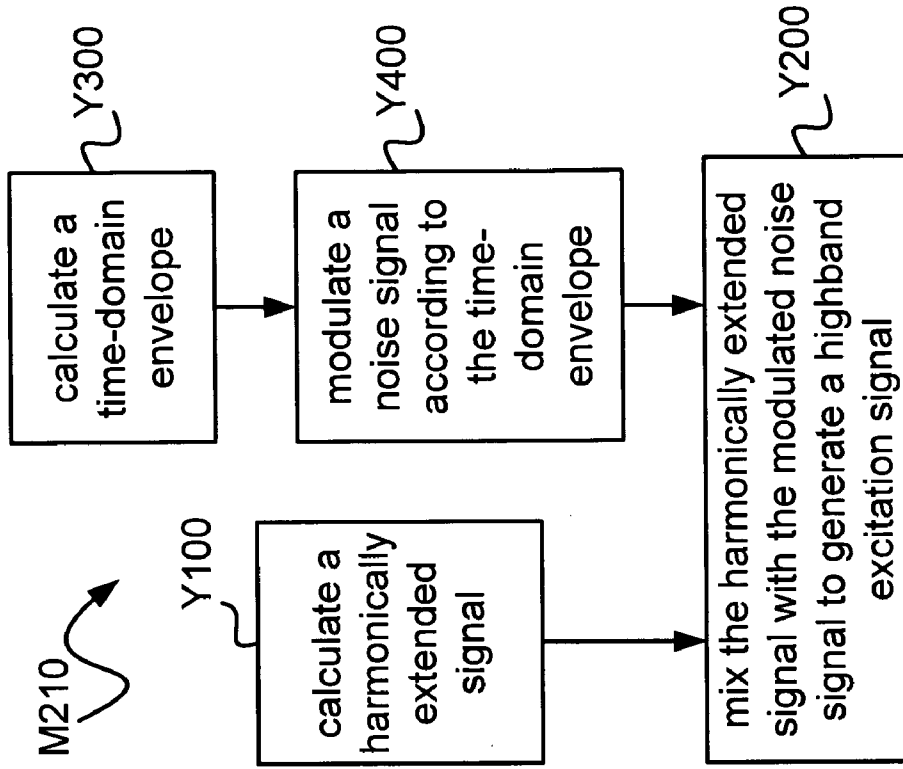 M210
Y100
calculate a
harmonically
extended
signal
Y300
calculate a
time-domain
envelope
Y400
modulate a
noise signal
according to
the time-
domain
envelope
Y200
mix the harmonically extended
signal with the modulated noise
signal to generate a highband
excitation signal